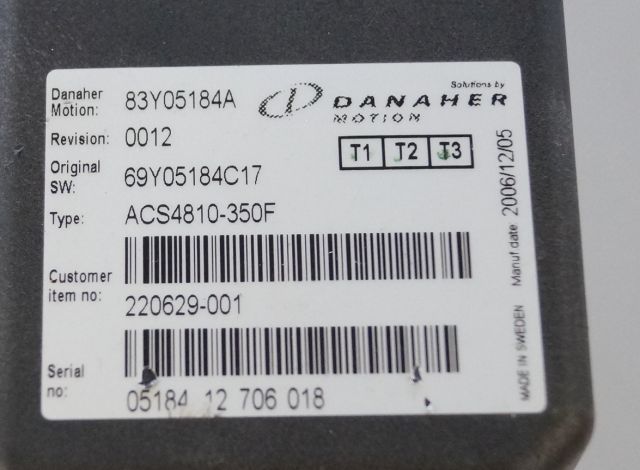 Danaher Motion: 83Y05184A
Solutions by
DANAHER
MOTION
Revision: 0012
T1 T2 T3
Original SW: 69Y05184C17
Type: ACS4810-350F
Customer item no: 220629-001
Serial no: 05184 12 706 018
MADE IN SWEDEN Manuf date 2006/12/05